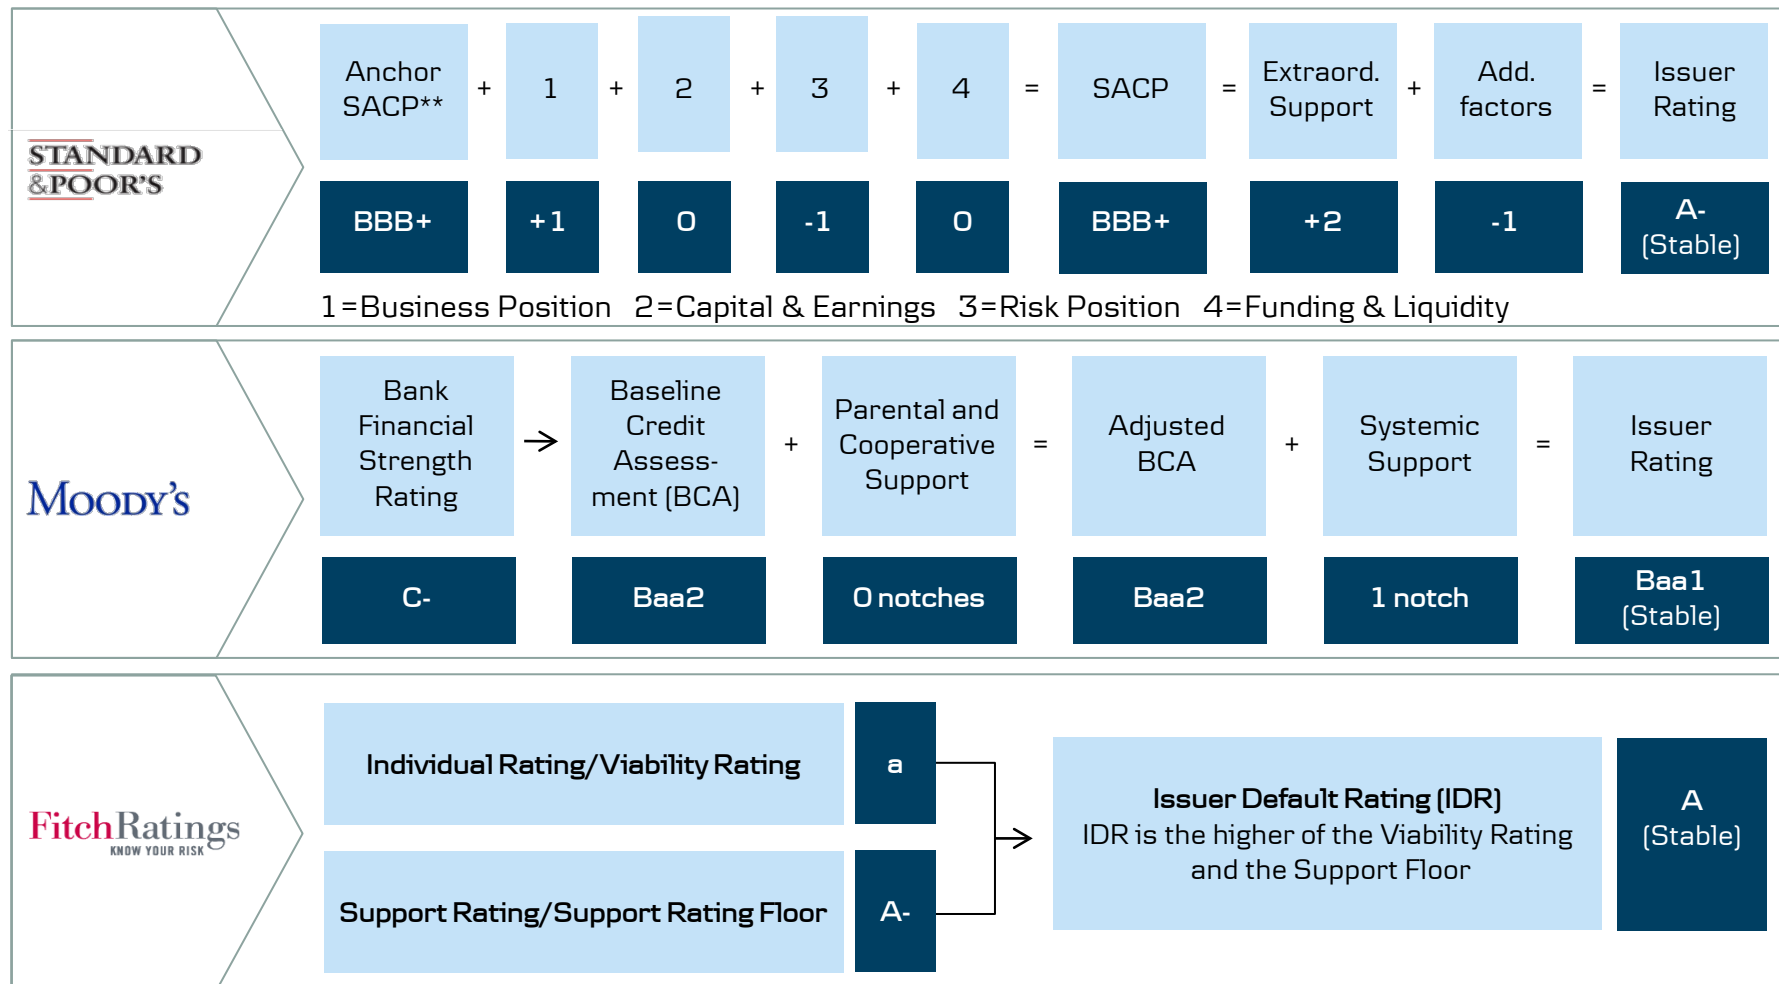 Anchor
SACP**
+
1
+
2
+
3
+
4
=
SACP
=
Extraord.
Support
+
Add.
factors
=
Issuer
Rating
STANDARD
&POOR'S
BBB+
+1
0
-1
0
BBB+
+2
-1
A-
(Stable)
1=Business Position 2=Capital & Earnings 3=Risk Position 4=Funding & Liquidity
MOODY'S
Bank
Financial
Strength
Rating
Baseline
Credit
Assess-
ment (BCA)
+
Parental and
Cooperative
Support
=
Adjusted
BCA
+
Systemic
Support
=
Issuer
Rating
C-
Baa2
0 notches
Baa2
1 notch
Baa1
(Stable)
FitchRatings
KNOW YOUR RISK
Individual Rating/Viability Rating
a
Support Rating/Support Rating Floor
A-
Issuer Default Rating (IDR)
IDR is the higher of the Viability Rating
and the Support Floor
A
(Stable)